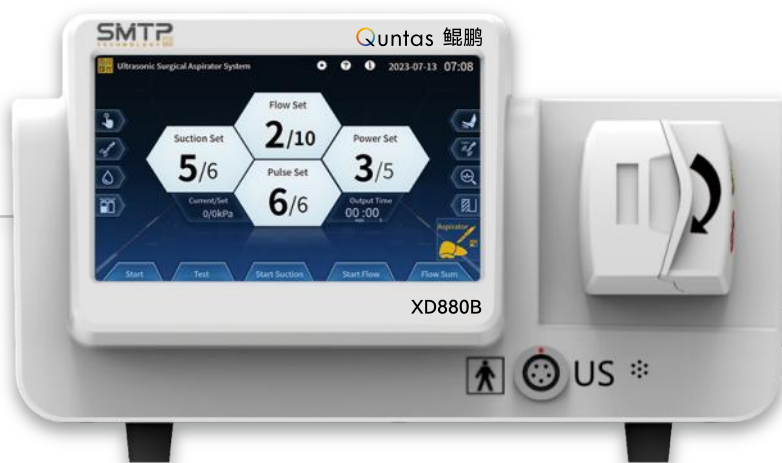 SMTP
TECHNOLOGY
Quntas 鲲鹏
Ultrasonic Surgical Aspirator System
2023-07-13 07:08
Flow Set
2/10
Suction Set
5/6
Power Set
3/5
Pulse Set
6/6
Current/Set
0/0kPa
Output Time
00:00
Aspirator
Start
Test
Start Suction
Start Flow
Flow Sum
XD880B
US